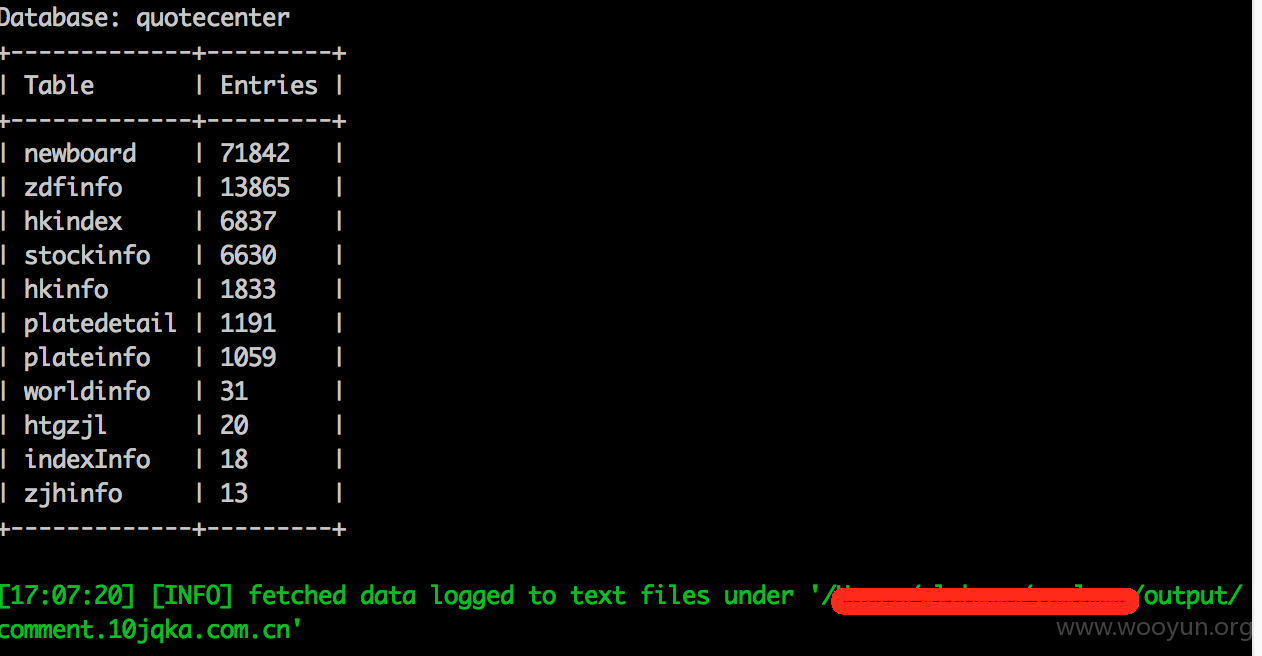 Database: quotecenter
+-------------+---------+
| Table       | Entries |
+-------------+---------+
| newboard    | 71842   |
| zdfinfo     | 13865   |
| hkindex     | 6837    |
| stockinfo   | 6630    |
| hkinfo      | 1833    |
| platedetail | 1191    |
| plateinfo   | 1059    |
| worldinfo   | 31      |
| htgzjl      | 20      |
| indexInfo   | 18      |
| zjhinfo     | 13      |
+-------------+---------+
[17:07:20] [INFO] fetched data logged to text files under '/ /output/
comment.10jqka.com.cn'
www.wooyun.org